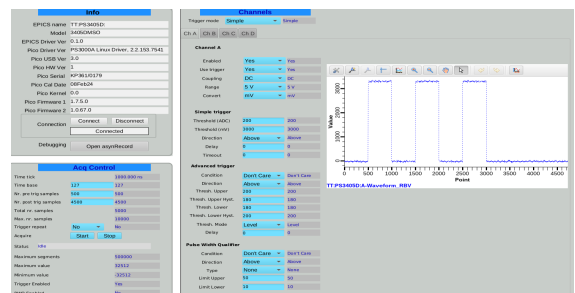 Info
EPICS name TT:PS3405D:
Model 3405DMSO
EPICS Driver Ver 0.1.0
Pico Driver Ver PS3000A Linux Driver, 2.2.153.7541
Pico USB Ver 3.0
Pico HW Ver 1
Pico Serial KP361/0179
Pico Cal Date 08Feb24
Pico Kernel 0.0
Pico Firmware 1 1.7.5.0
Pico Firmware 2 1.0.67.0
Connection Connect Disconnect
Connected
Debugging Open asynRecord
Acq Control
Time tick 1000.000 ns
Time base 127 127
Nr. pre trig samples 500 500
Nr. post trig samples 4500 4500
Total nr. samples 5000
Max. nr. samples 10000
Trigger repeat No No
Acquire Start Stop
Status Idle
Maximum segments 500000
Maximum value 32512
Minimum value -32512
Trigger Enabled Yes
Channels
Trigger mode Simple Simple
Ch A Ch B Ch C Ch D
Channel A
Enabled Yes Yes
Use trigger Yes Yes
Coupling DC DC
Range 5 V 5 V
Convert mV mV
Simple trigger
Threshold (ADC) 200 200
Threshold (mV) 3000 3000
Direction Above Above
Delay 0 0
Timeout 0 0
Advanced trigger
Condition Don't Care Don't Care
Direction Above Above
Thresh. Upper 200 200
Thresh. Upper Hyst. 180 180
Thresh. Lower 180 180
Thresh. Lower Hyst. 200 200
Thresh. Mode Level Level
Delay 0 0
Pulse Width Qualifier
Condition Don't Care Don't Care
Direction Above Above
Type None None
Limit Upper 50 50
Limit Lower 10 10
Value
3000
2000
1000
0
0 500 1000 1500 2000 2500 3000 3500 4000 4500
Point
TT:PS3405D:A-Waveform_RBV